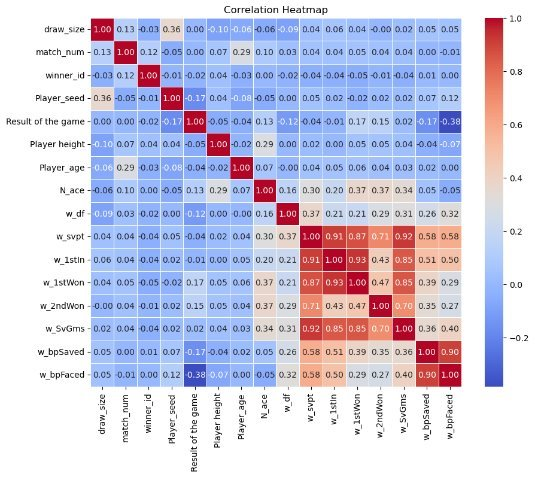 Correlation Heatmap
draw_size 1.00 0.13 -0.03 0.36 0.00 -0.10 -0.06 -0.06 -0.09 0.04 0.06 0.04 -0.00 0.02 0.05 0.05
match_num 0.13 1.00 0.12 -0.05 0.00 0.07 0.29 0.10 0.03 0.04 0.04 0.05 0.04 0.04 0.00 -0.01
winner_id -0.03 0.12 1.00 -0.01 -0.02 0.04 -0.03 0.00 -0.02 -0.04 -0.04 -0.05 -0.01 -0.04 0.01 0.00
Player_seed 0.36 -0.05 -0.01 1.00 -0.17 0.04 -0.08 -0.05 0.00 0.05 0.02 -0.02 0.02 0.02 0.07 0.12
Result of the game 0.00 0.00 -0.02 -0.17 1.00 -0.05 -0.04 0.13 -0.12 -0.04 -0.01 0.17 0.15 0.02 -0.17 -0.38
Player height -0.10 0.07 0.04 0.04 -0.05 1.00 0.02 0.29 -0.00 0.02 0.02 0.05 0.04 0.04 -0.04 -0.07
Player_age -0.06 0.29 -0.03 -0.08 -0.04 0.02 1.00 0.07 -0.00 0.04 0.05 0.06 0.04 0.03 0.02 0.00
N_ace -0.06 0.10 0.00 -0.05 0.13 0.29 0.07 1.00 0.16 0.30 0.20 0.37 0.37 0.34 0.05 -0.05
w_df -0.09 0.03 -0.02 0.00 -0.12 -0.00 -0.00 0.16 1.00 0.37 0.21 0.21 0.29 0.31 0.26 0.32
w_svpt 0.04 0.04 -0.04 0.05 -0.04 0.02 0.04 0.30 0.37 1.00 0.91 0.87 0.71 0.92 0.58 0.58
w_1stIn 0.06 0.04 -0.04 0.02 -0.01 0.02 0.05 0.20 0.21 0.91 1.00 0.93 0.43 0.85 0.51 0.50
w_1stWon 0.04 0.05 -0.05 -0.02 0.17 0.05 0.06 0.37 0.21 0.87 0.93 1.00 0.47 0.85 0.39 0.29
w_2ndWon -0.00 0.04 -0.01 0.02 0.15 0.04 0.04 0.37 0.29 0.71 0.43 0.47 1.00 0.70 0.35 0.27
w_SvGms 0.02 0.04 -0.04 0.02 0.02 0.04 0.03 0.34 0.31 0.92 0.85 0.85 0.70 1.00 0.36 0.40
w_bpSaved 0.05 0.00 0.01 0.07 -0.17 -0.04 0.02 0.05 0.26 0.58 0.51 0.39 0.35 0.36 1.00 0.90
w_bpFaced 0.05 -0.01 0.00 0.12 -0.38 -0.07 0.00 -0.05 0.32 0.58 0.50 0.29 0.27 0.40 0.90 1.00
draw_size
match_num
winner_id
Player_seed
Result of the game
Player height
Player_age
N_ace
w_df
w_svpt
w_1stIn
w_1stWon
w_2ndWon
w_SvGms
w_bpSaved
w_bpFaced
1.0
0.8
0.6
0.4
0.2
0.0
−0.2